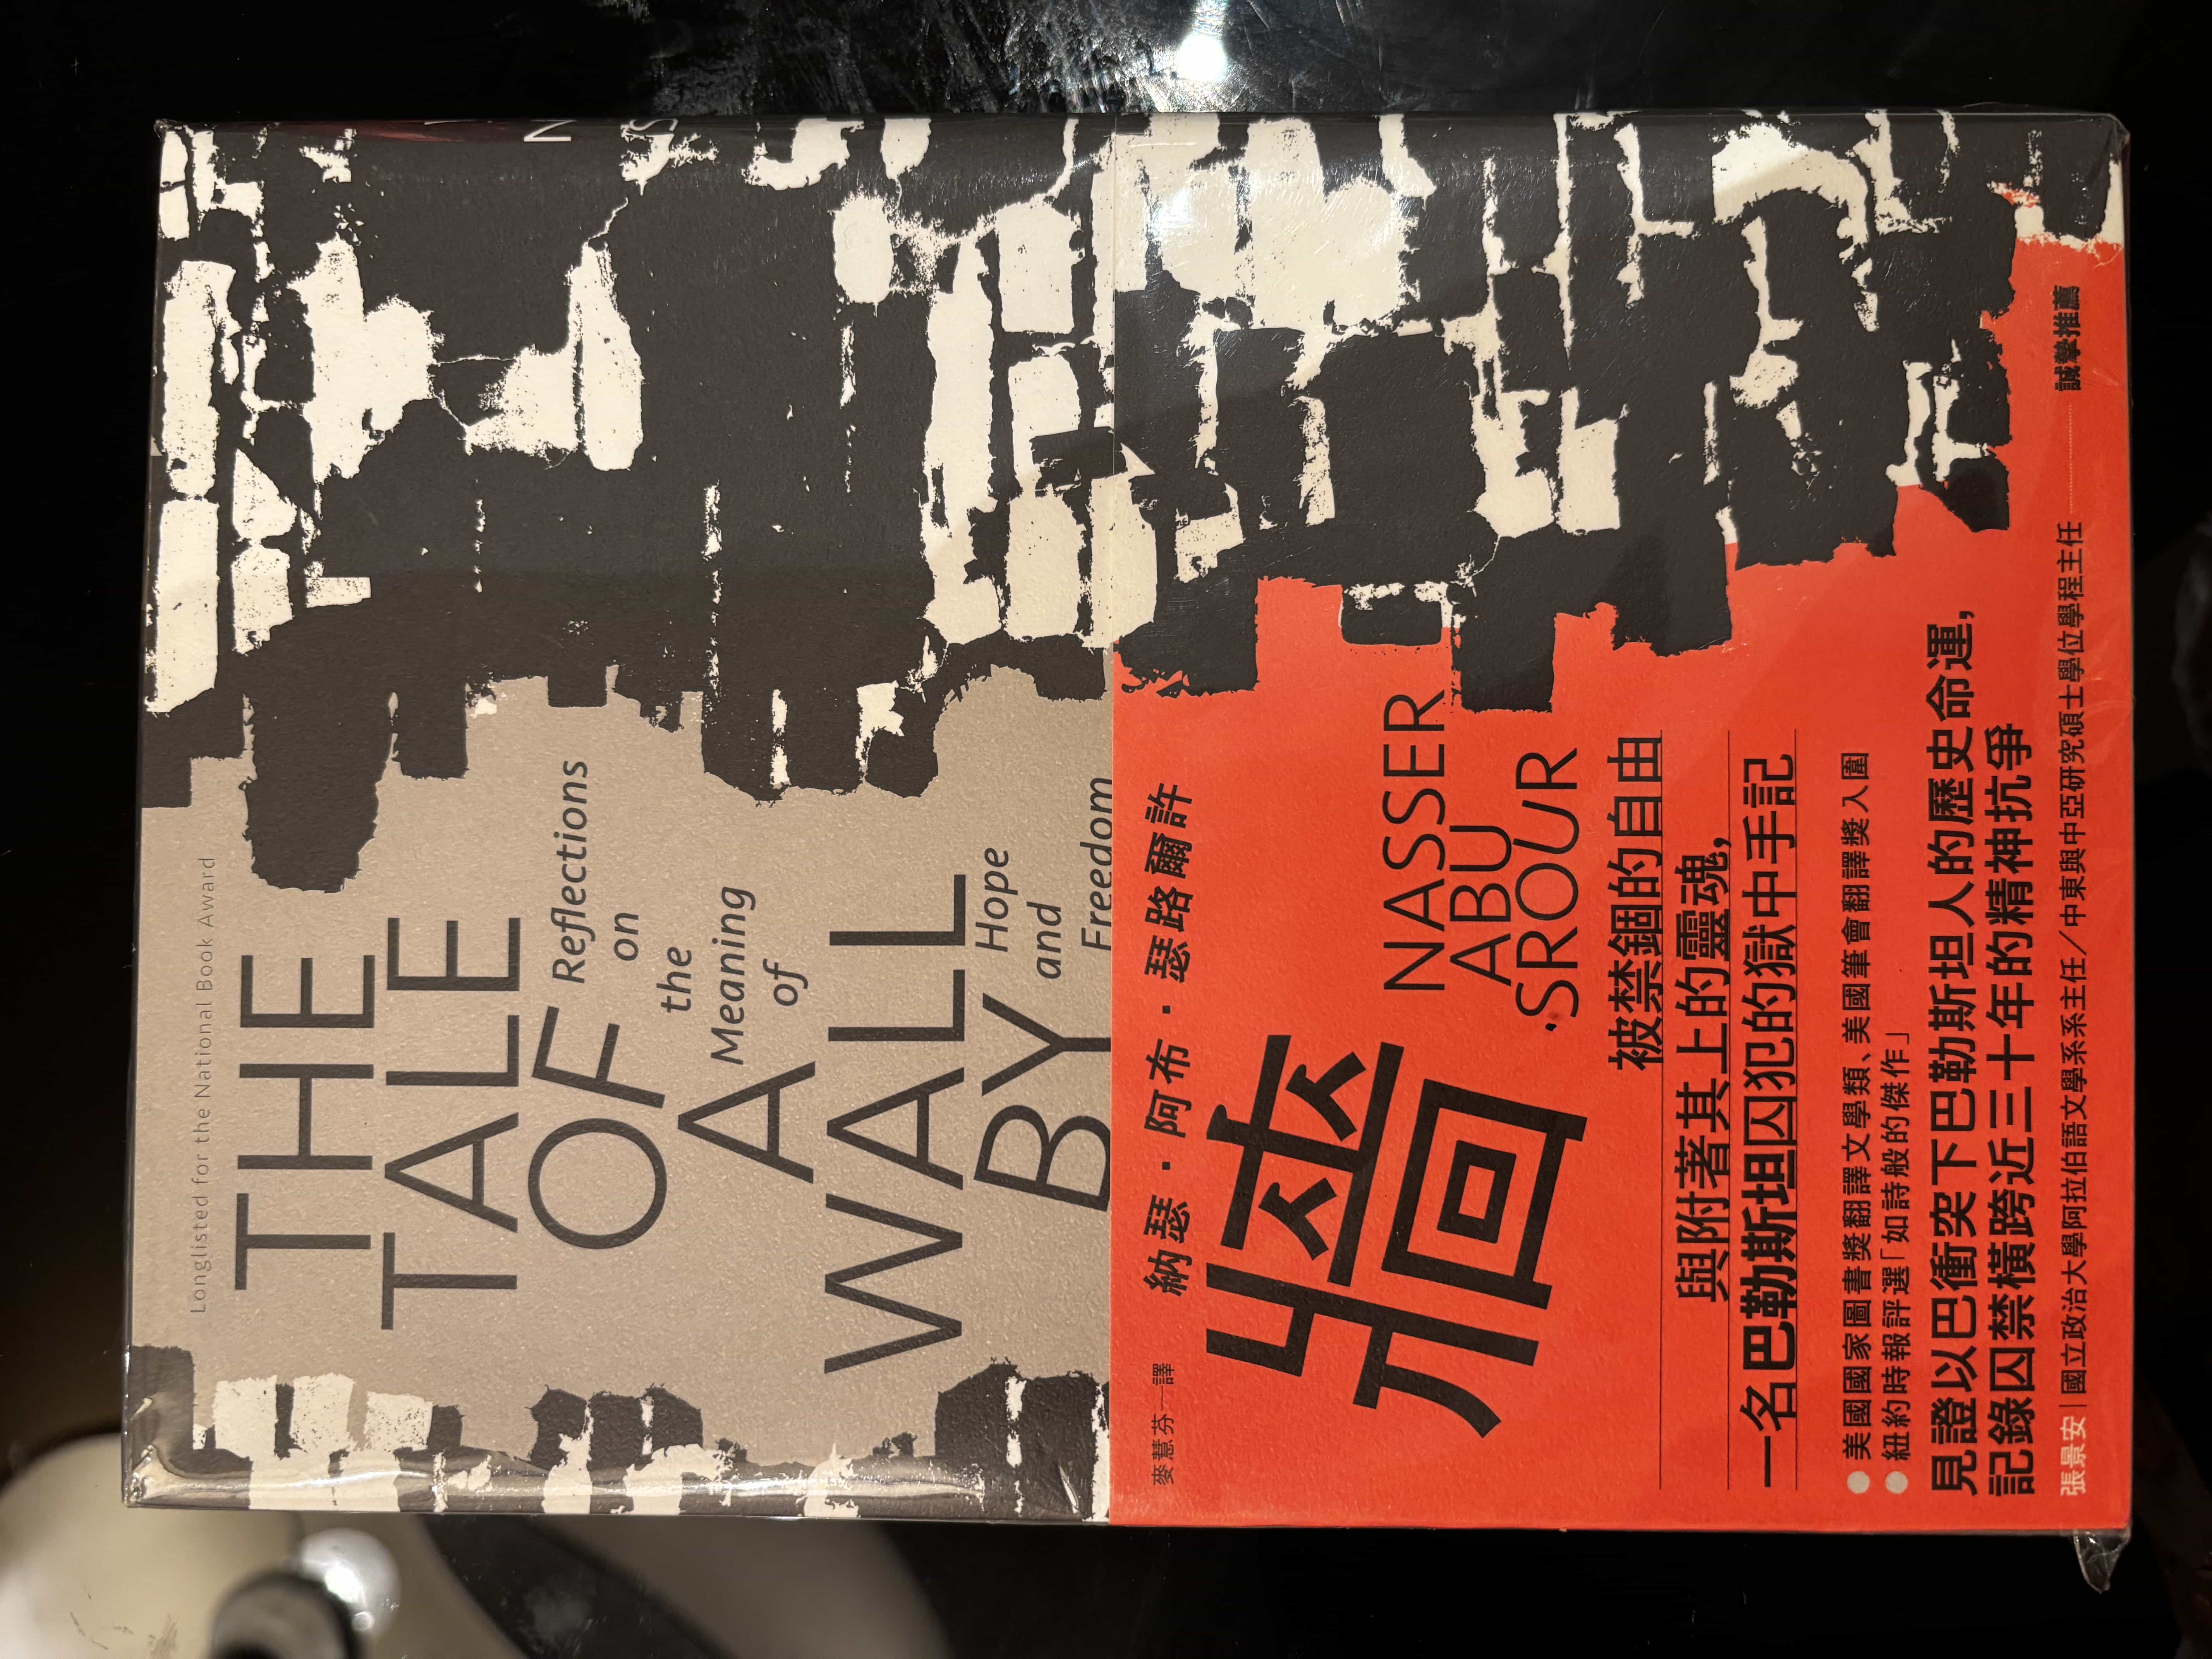 Longlisted for the National Book Award
THE
TALE
OF
Reflections
on
the
Meaning
of
A
WALL
BY
Hope
and
Freedom
納瑟・阿布・瑟路爾許
麥慧芬——譯
牆
NASSER
ABU
SROUR
被禁錮的自由
與附著其上的靈魂，
一名巴勒斯坦囚犯的獄中手記
● 美國國家圖書獎翻譯文學類、美國筆會翻譯獎入圍
● 紐約時報評選「如詩般的傑作」
見證以巴衝突下巴勒斯坦人的歷史命運，
記錄囚禁橫跨近三十年的精神抗爭
張景安｜國立政治大學阿拉伯語文學系系主任／中東與中亞研究碩士學位學程主任——誠摯推薦